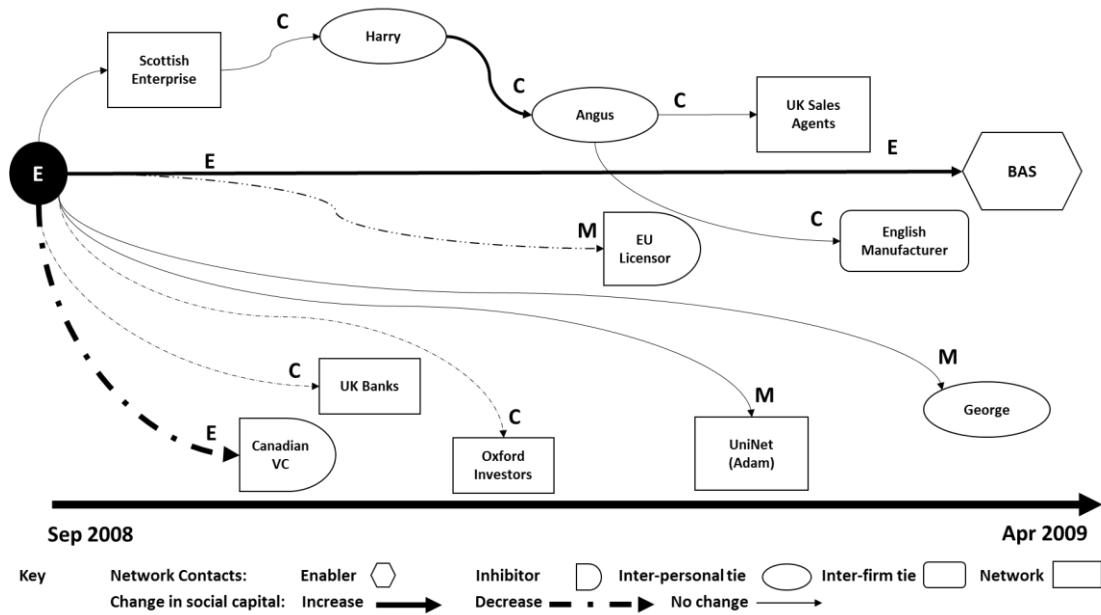 C
Harry
Scottish
Enterprise
C
C
Angus
UK Sales
Agents
E
E
E
BAS
M
EU
Licensor
C
English
Manufacturer
C
UK Banks
M
George
E
Canadian
VC
C
Oxford
Investors
M
UniNet
(Adam)
Sep 2008
Apr 2009
Key
Network Contacts:
Enabler
Inhibitor
Inter-personal tie
Inter-firm tie
Network
Change in social capital:
Increase
Decrease
No change